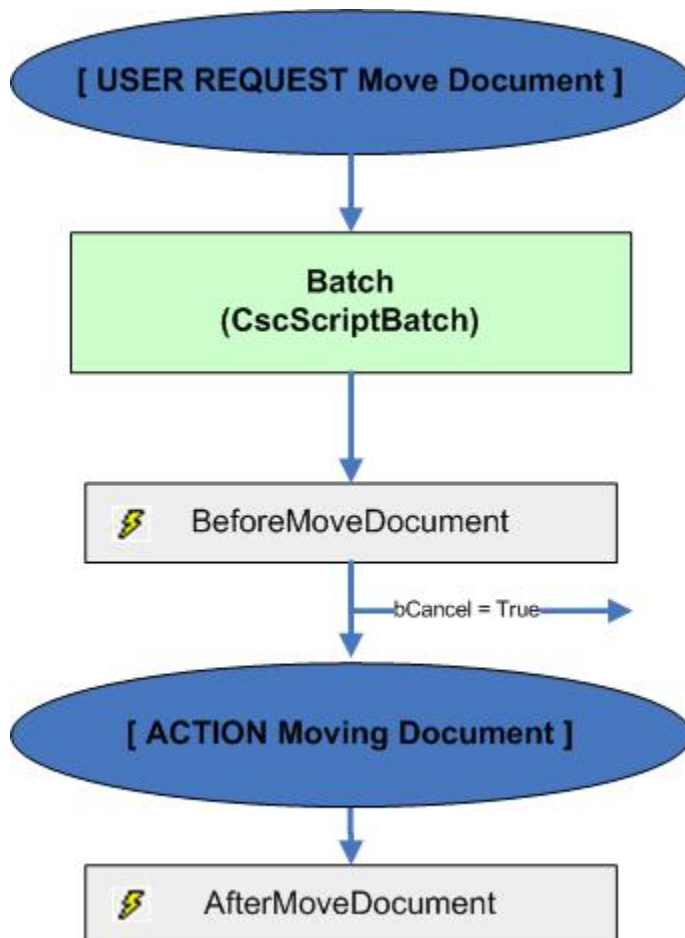 [ USER REQUEST Move Document ]
Batch
(CscScriptBatch)
BeforeMoveDocument
bCancel = True
[ ACTION Moving Document ]
AfterMoveDocument